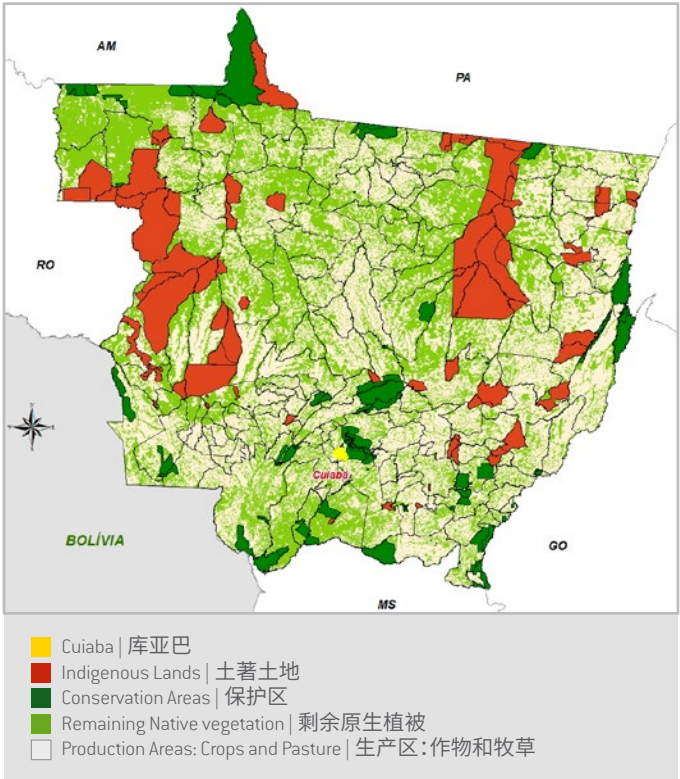 AM
PA
RO
Cuiabá
BOLÍVIA
GO
MS
Cuiaba | 库亚巴
Indigenous Lands | 土著土地
Conservation Areas | 保护区
Remaining Native vegetation | 剩余原生植被
Production Areas: Crops and Pasture | 生产区：作物和牧草